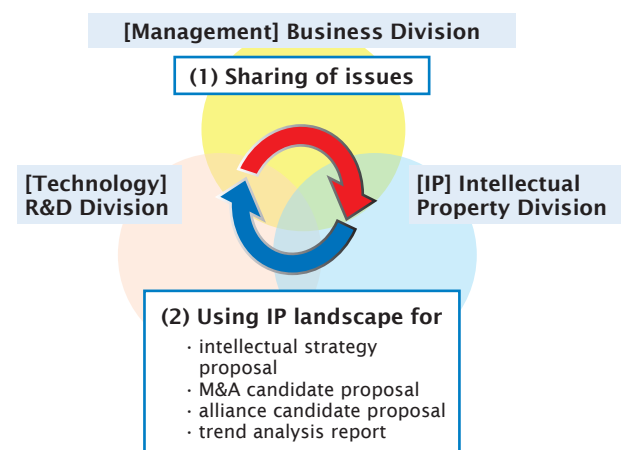 [Management] Business Division
(1) Sharing of issues
[Technology]
R&D Division
[IP] Intellectual
Property Division
(2) Using IP landscape for
· intellectual strategy
proposal
· M&A candidate proposal
· alliance candidate proposal
· trend analysis report